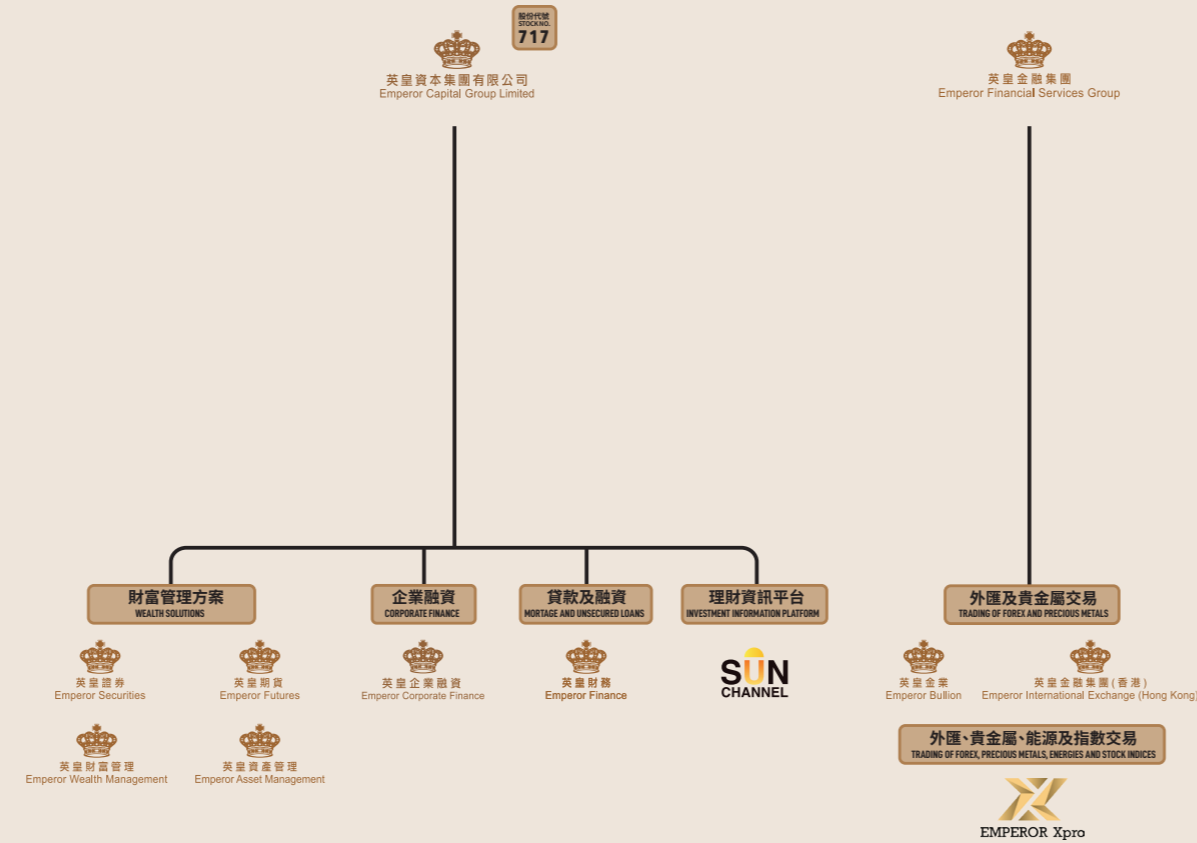 股份代號
STOCK NO.
717
英皇資本集團有限公司
Emperor Capital Group Limited
英皇金融集團
Emperor Financial Services Group
財富管理方案
WEALTH SOLUTIONS
企業融資
CORPORATE FINANCE
貸款及融資
MORTAGE AND UNSECURED LOANS
理財資訊平台
INVESTMENT INFORMATION PLATFORM
外匯及貴金屬交易
TRADING OF FOREX AND PRECIOUS METALS
英皇證券
Emperor Securities
英皇期貨
Emperor Futures
英皇企業融資
Emperor Corporate Finance
英皇財務
Emperor Finance
SUN
CHANNEL
英皇金業
Emperor Bullion
英皇金融集團(香港)
Emperor International Exchange (Hong Kong)
英皇財富管理
Emperor Wealth Management
英皇資產管理
Emperor Asset Management
外匯、貴金屬、能源及指數交易
TRADING OF FOREX, PRECIOUS METALS, ENERGIES AND STOCK INDICES
EMPEROR Xpro